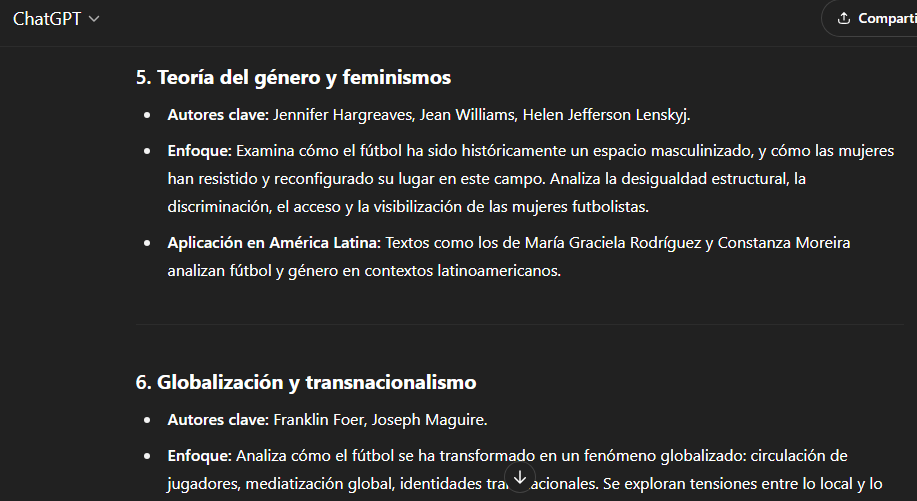 ChatGPT
Comparti
5. Teoría del género y feminismos
Autores clave: Jennifer Hargreaves, Jean Williams, Helen Jefferson Lenskyj.
Enfoque: Examina cómo el fútbol ha sido históricamente un espacio masculinizado, y cómo las mujeres
han resistido y reconfigurado su lugar en este campo. Analiza la desigualdad estructural, la
discriminación, el acceso y la visibilización de las mujeres futbolistas.
Aplicación en América Latina: Textos como los de María Graciela Rodríguez y Constanza Moreira
analizan fútbol y género en contextos latinoamericanos.
6. Globalización y transnacionalismo
Autores clave: Franklin Foer, Joseph Maguire.
Enfoque: Analiza cómo el fútbol se ha transformado en un fenómeno globalizado: circulación de
jugadores, mediatización global, identidades transnacionales. Se exploran tensiones entre lo local y lo